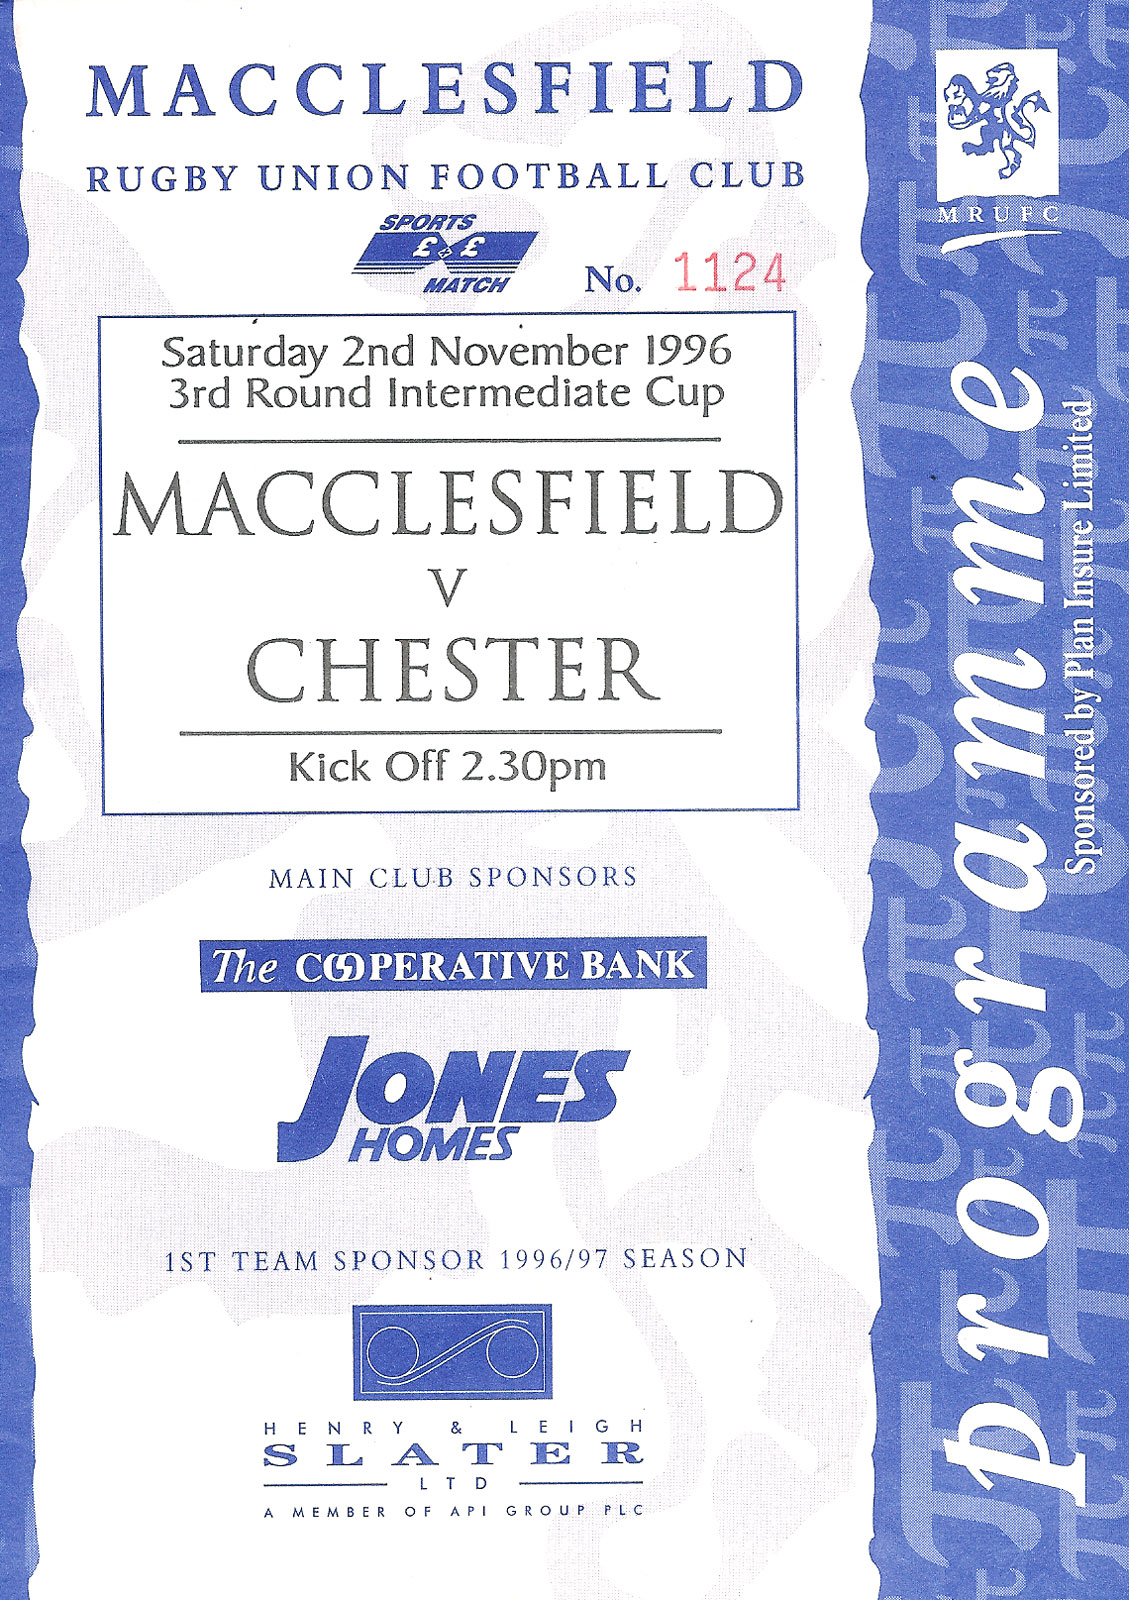 MACCLESFIELD
RUGBY UNION FOOTBALL CLUB
SPORTS
£ £
MATCH
No. 1124
Saturday 2nd November 1996
3rd Round Intermediate Cup
MACCLESFIELD
V
CHESTER
Kick Off 2.30pm
MAIN CLUB SPONSORS
The COOPERATIVE BANK
JONES
HOMES
1ST TEAM SPONSOR 1996/97 SEASON
HENRY & LEIGH
SLATER
LTD
A MEMBER OF API GROUP PLC
MRUFC
programme
Sponsored by Plan Insure Limited